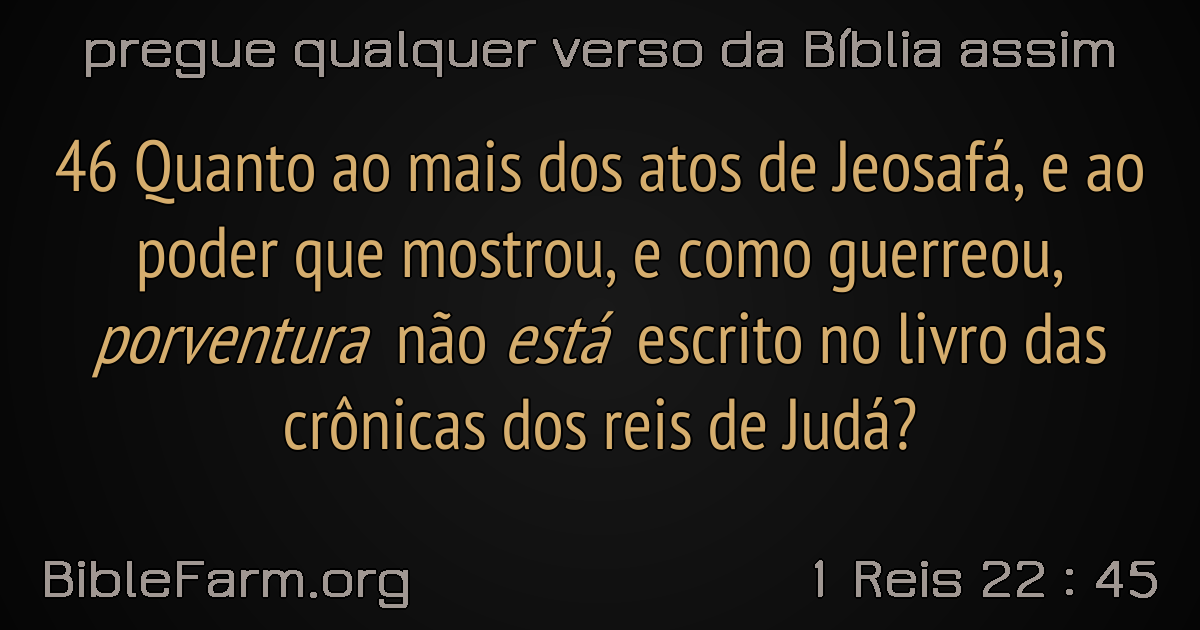 pregue qualquer verso da Bíblia assim
46 Quanto ao mais dos atos de Jeosafá, e ao
poder que mostrou, e como guerreou,
porventura não está escrito no livro das
crônicas dos reis de Judá?
BibleFarm.org
1 Reis 22 : 45